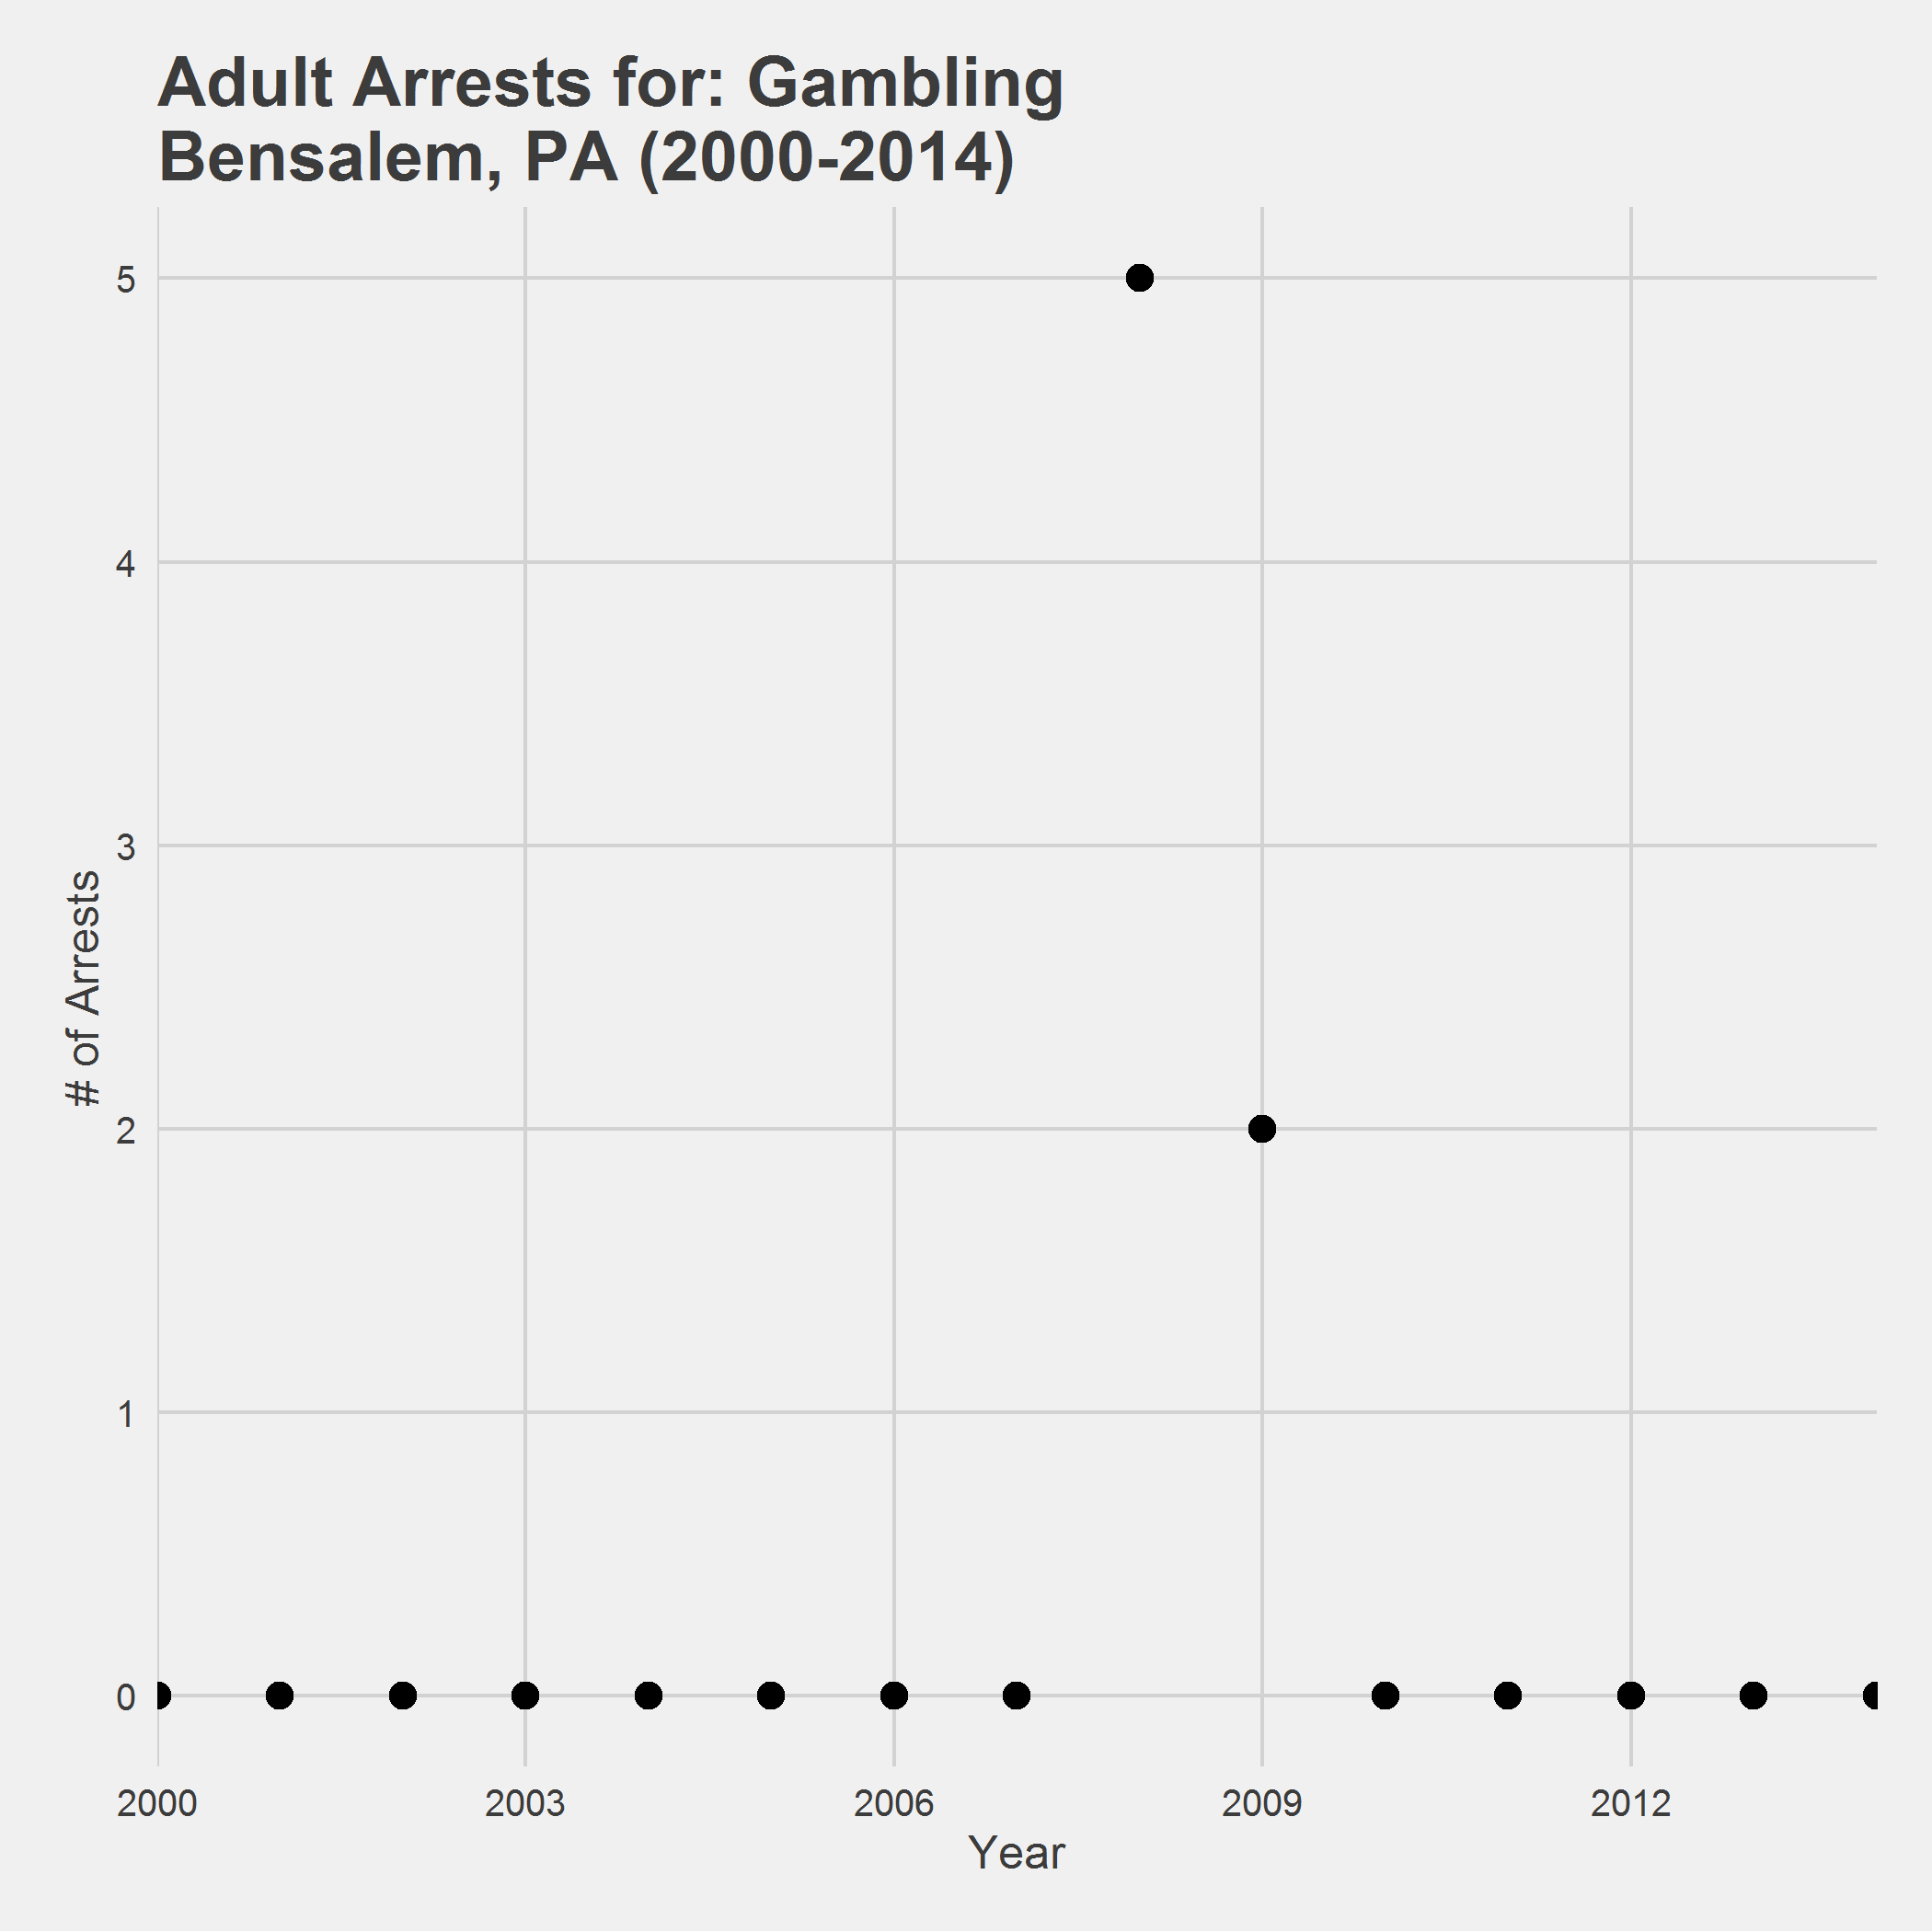 Adult Arrests for: Gambling
Bensalem, PA (2000-2014)
# of Arrests
5
4
3
2
1
0
2000 2003 2006 2009 2012
Year